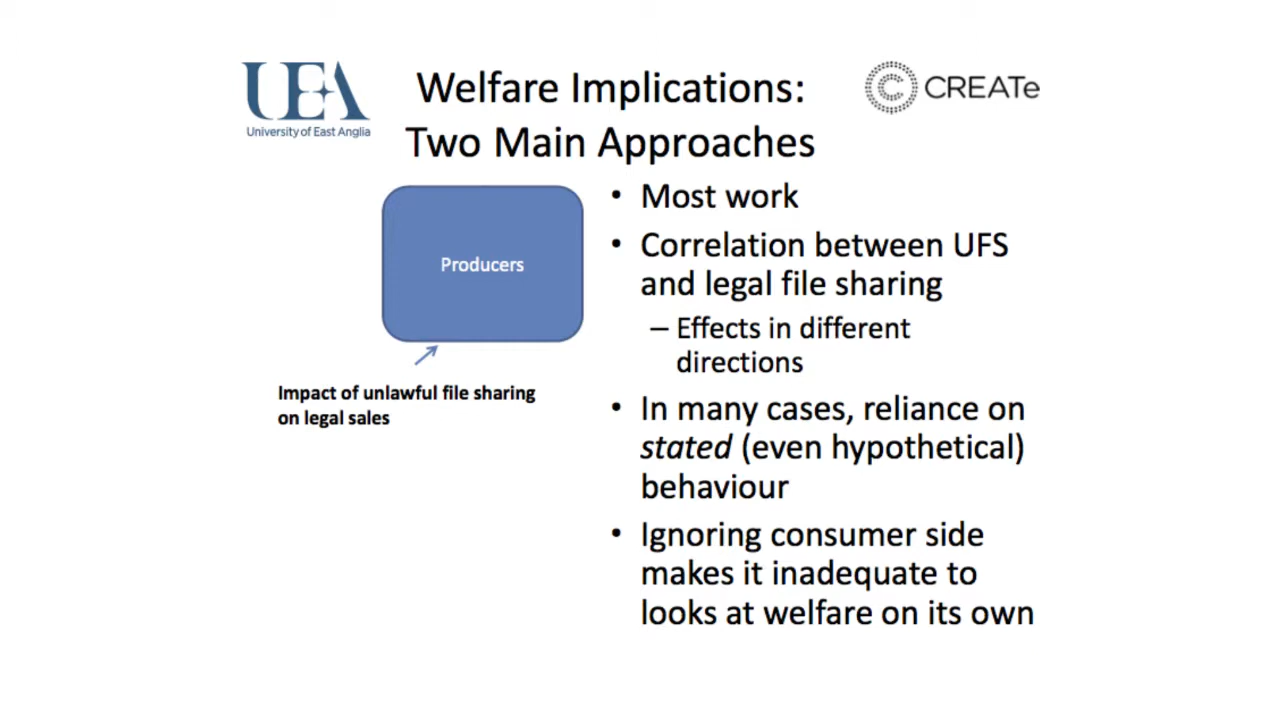 UEA
University of East Anglia
Welfare Implications:
Two Main Approaches
CREATe
Producers
Impact of unlawful file sharing
on legal sales
• Most work
• Correlation between UFS
and legal file sharing
– Effects in different
directions
• In many cases, reliance on
stated (even hypothetical)
behaviour
• Ignoring consumer side
makes it inadequate to
looks at welfare on its own